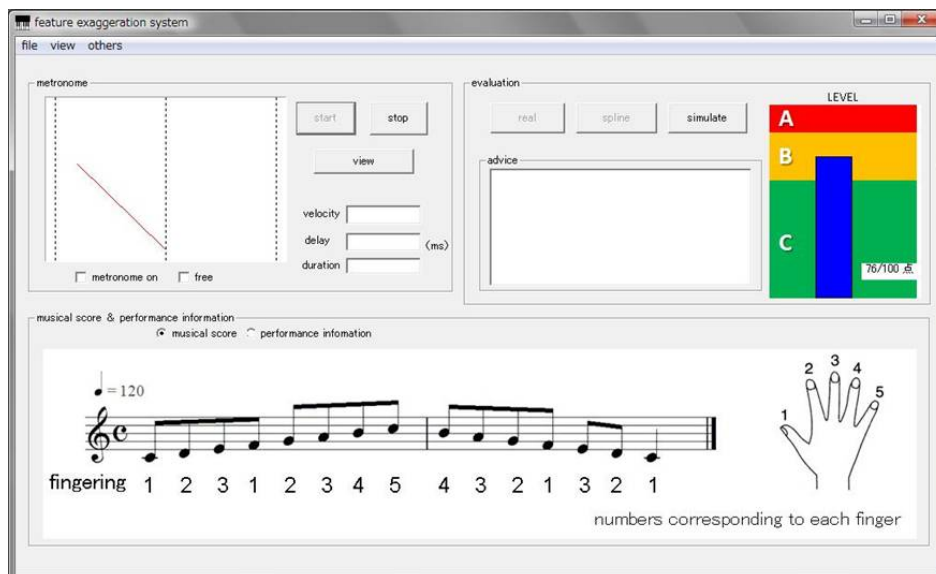 feature exaggeration system
file view others
metronome
start stop
view
velocity
delay (ms)
duration
metronome on free
evaluation
real spline simulate
advice
LEVEL
A
B
C
76/100 点
musical score & performance information
musical score performance infomation
= 120
fingering 1 2 3 1 2 3 4 5 4 3 2 1 3 2 1
1 2 3 4 5
numbers corresponding to each finger